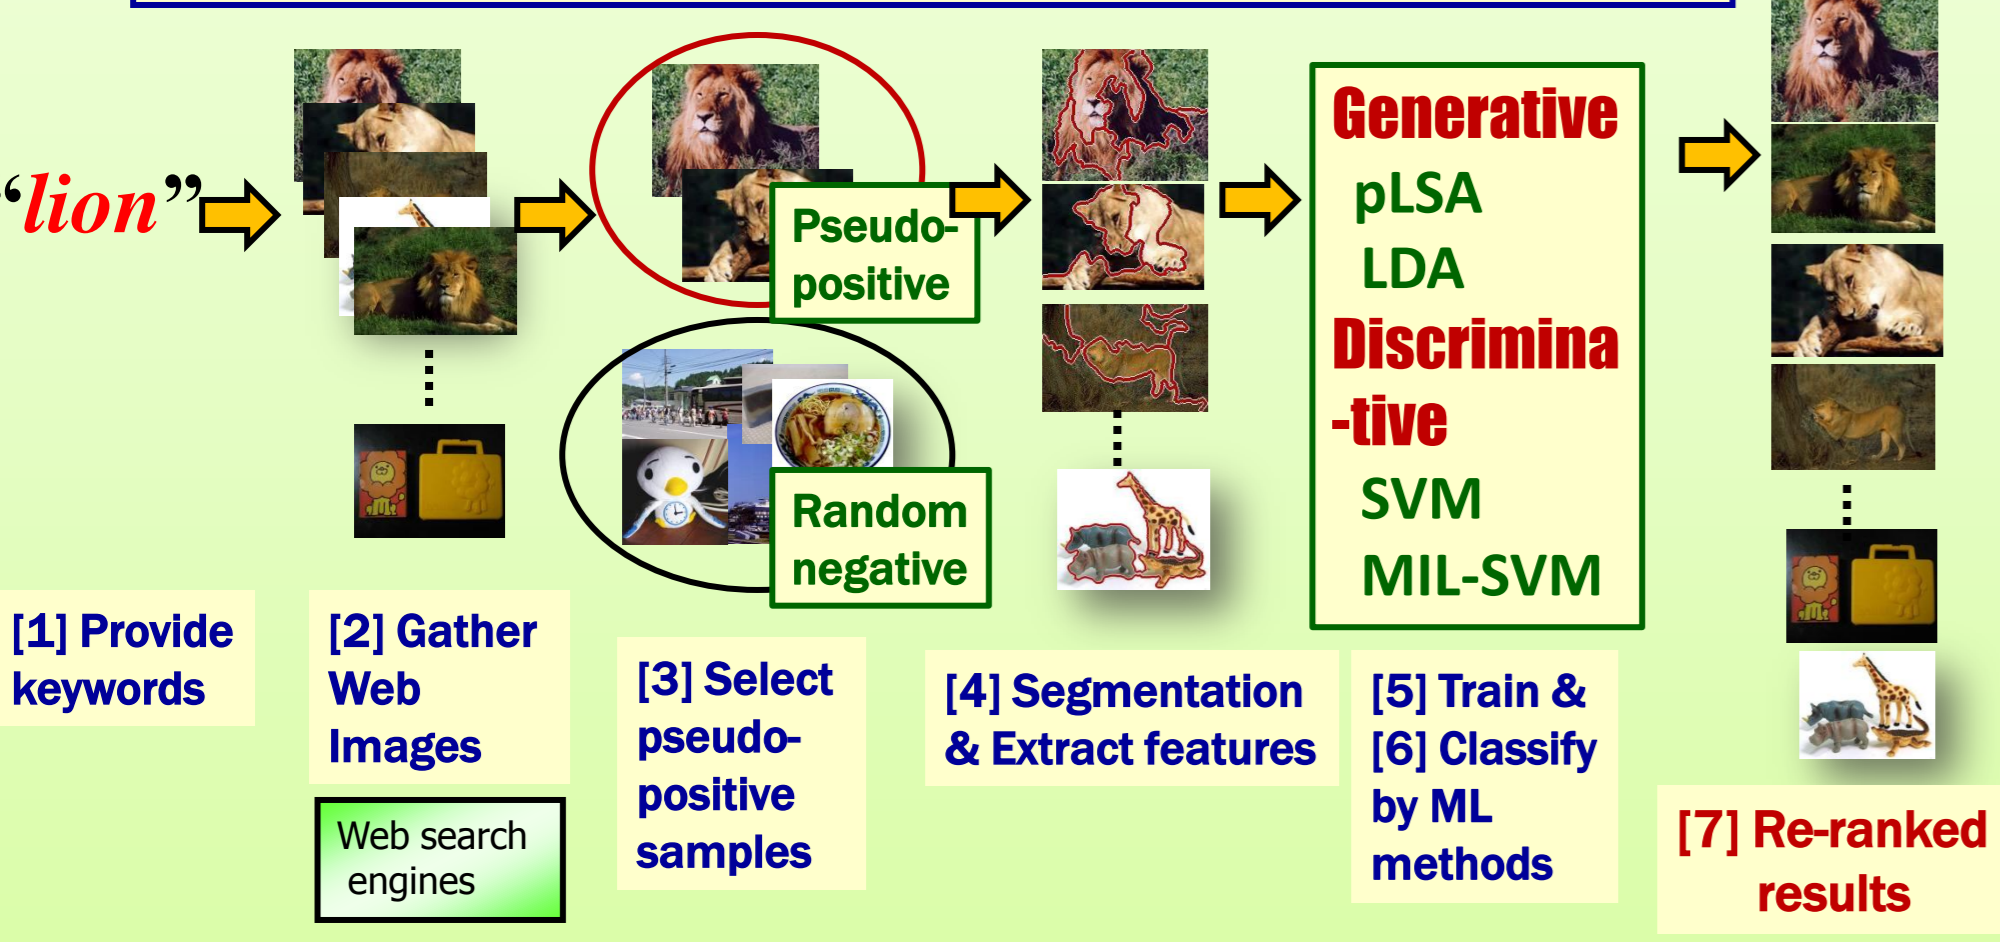 “lion”
Pseudo-
positive
Random
negative
Generative
pLSA
LDA
Discrimina
-tive
SVM
MIL-SVM
[1] Provide
keywords
[2] Gather
Web
Images
Web search
engines
[3] Select
pseudo-
positive
samples
[4] Segmentation
& Extract features
[5] Train &
[6] Classify
by ML
methods
[7] Re-ranked
results